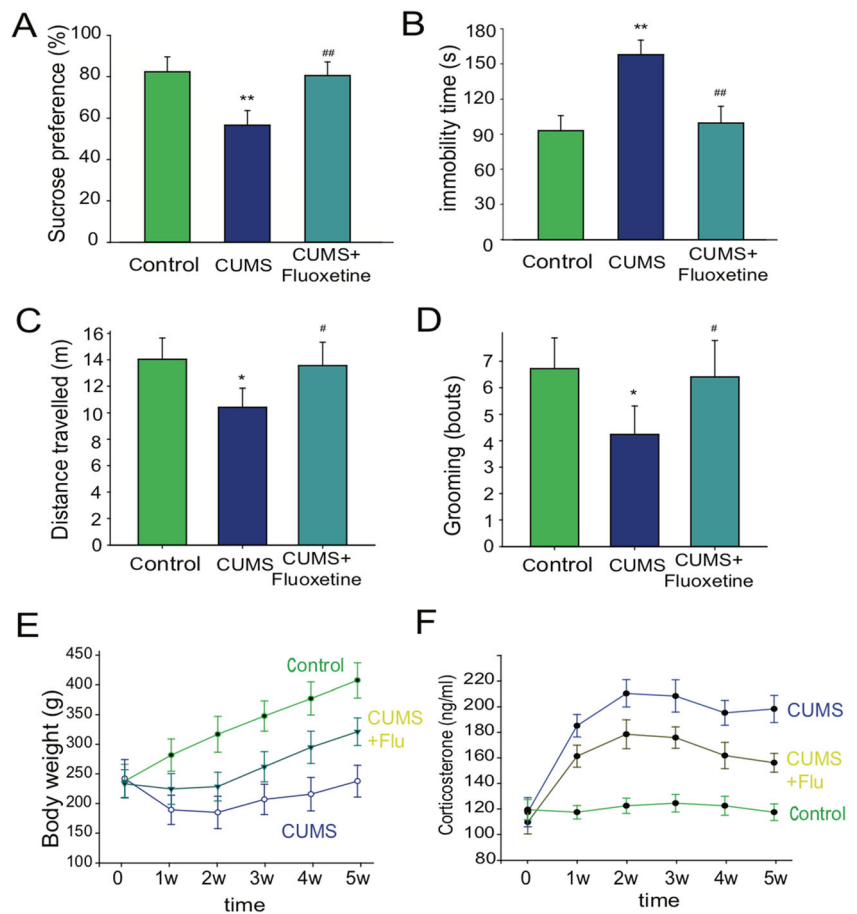 A
Sucrose preference (%)
100
80
60
40
20
0
**
##
Control
CUMS
CUMS+
Fluoxetine
B
immobility time (s)
180
150
120
90
60
30
0
**
##
Control
CUMS
CUMS+
Fluoxetine
C
Distance travelled (m)
16
14
12
10
8
6
4
2
0
*
#
Control
CUMS
CUMS+
Fluoxetine
D
Grooming (bouts)
7
6
5
4
3
2
1
0
*
#
Control
CUMS
CUMS+
Fluoxetine
E
Body weight (g)
450
400
350
300
250
200
150
100
Control
CUMS
+Flu
CUMS
0 1w 2w 3w 4w 5w
time
F
Corticosterone (ng/ml)
220
200
180
160
140
120
100
80
CUMS
CUMS
+Flu
Control
0 1w 2w 3w 4w 5w
time